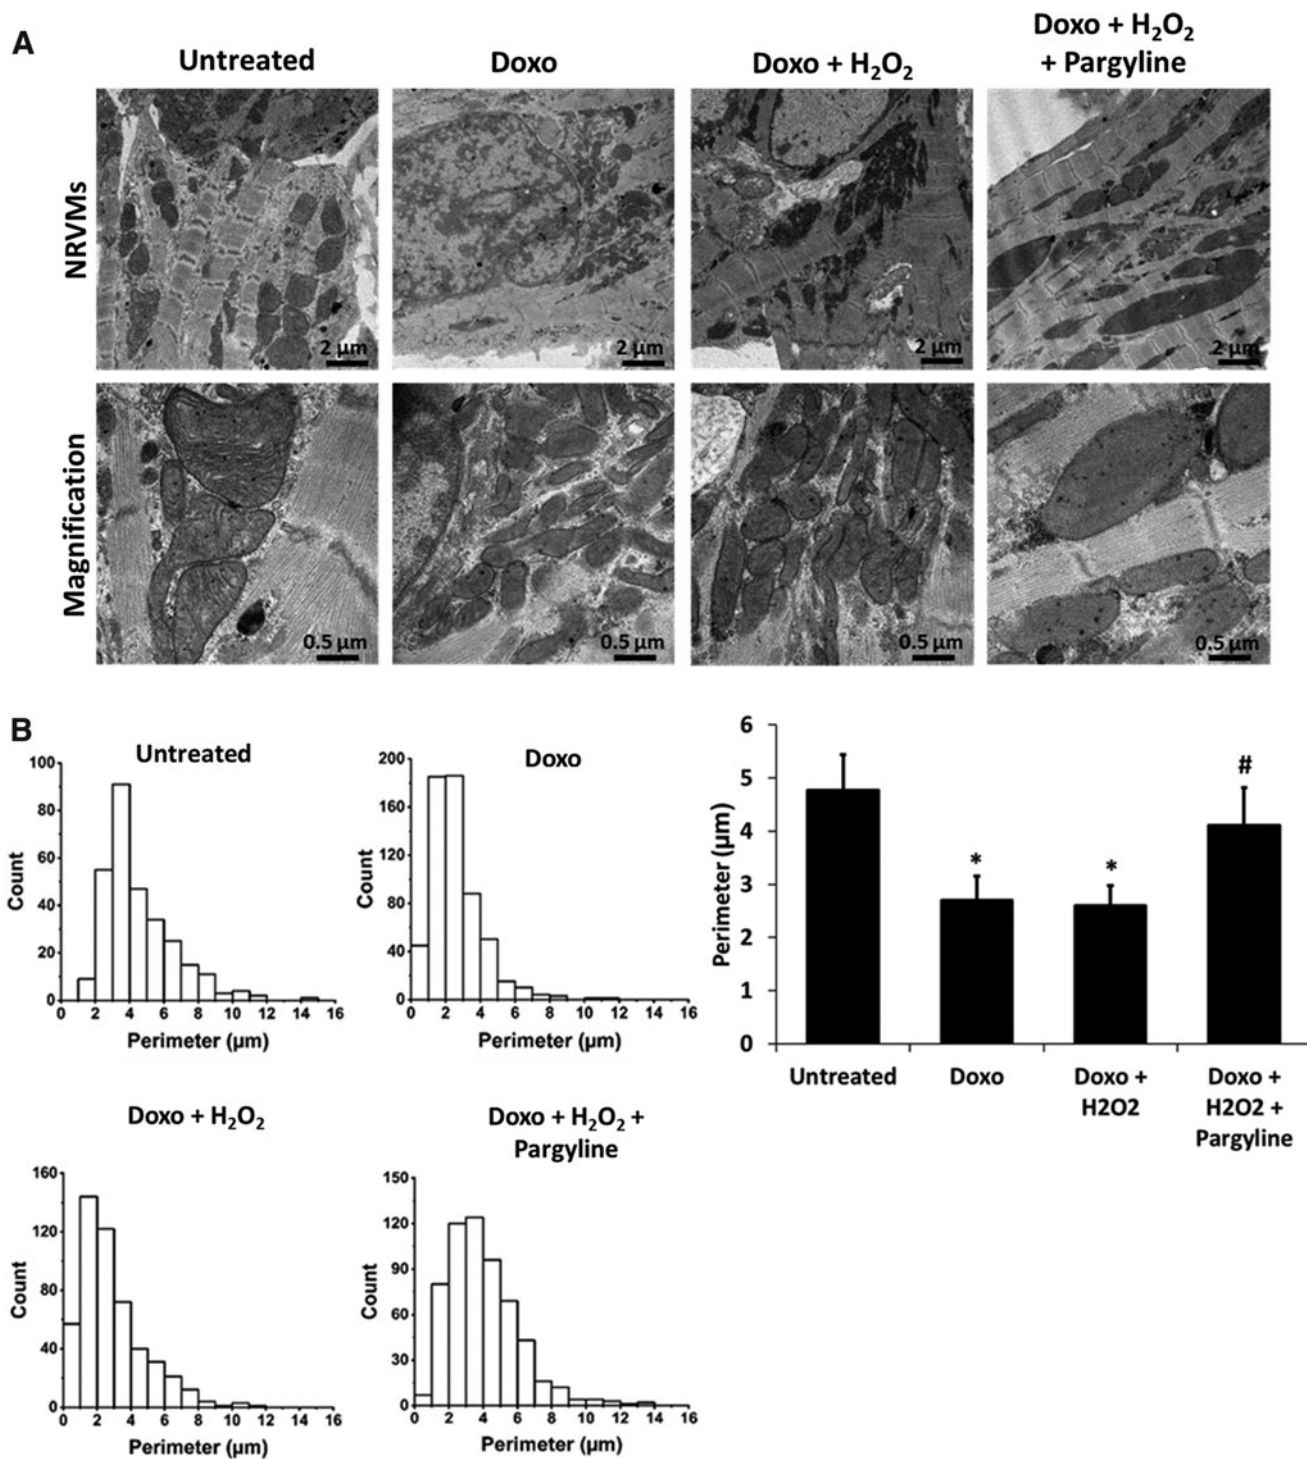 A
Untreated
Doxo
Doxo + H₂O₂
Doxo + H₂O₂
+ Pargyline
NRVMs
2 µm
2 µm
2 µm
2 µm
Magnification
0.5 µm
0.5 µm
0.5 µm
0.5 µm
B
Untreated
100
80
60
40
20
0
Count
0 2 4 6 8 10 12 14 16
Perimeter (µm)
Doxo
200
160
120
80
40
0
Count
0 2 4 6 8 10 12 14 16
Perimeter (µm)
6
5
4
3
2
1
0
Perimeter (µm)
*
*
#
Untreated
Doxo
Doxo +
H2O2
Doxo +
H2O2 +
Pargyline
Doxo + H₂O₂
160
120
80
40
0
Count
0 2 4 6 8 10 12 14 16
Perimeter (µm)
Doxo + H₂O₂ +
Pargyline
150
120
90
60
30
0
Count
0 2 4 6 8 10 12 14 16
Perimeter (µm)